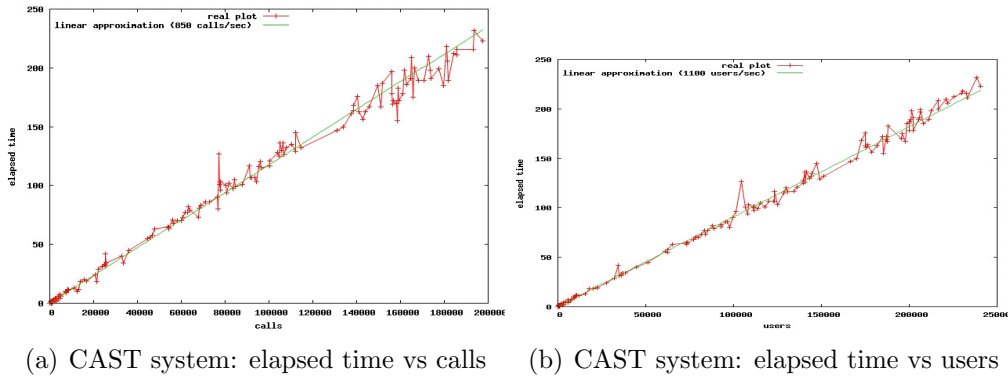 real plot
linear approximation (850 calls/sec)
250
200
150
100
50
0
elapsed time
0 20000 40000 60000 80000 100000 120000 140000 160000 180000 200000
calls
(a) CAST system: elapsed time vs calls
real plot
linear approximation (1100 users/sec)
250
200
150
100
50
0
elapsed time
0 50000 100000 150000 200000 25000
users
(b) CAST system: elapsed time vs users